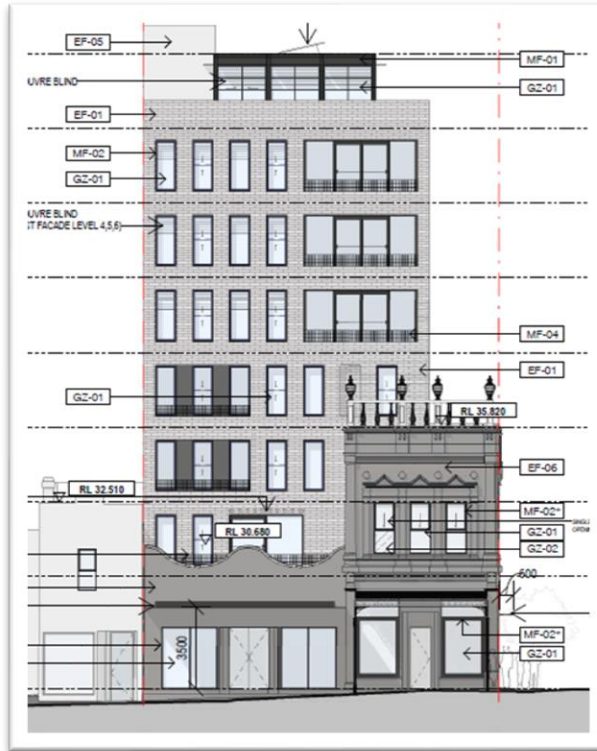 EF-05
MF-01
UVRE BLIND
GZ-01
EF-01
MF-02
GZ-01
UVRE BLIND
IT FACADE LEVEL 4,5,6)
MF-04
EF-01
GZ-01
RL 35.820
EF-06
RL 32.510
MF-02*
GZ-01
RL 30.680
GZ-02
600
3500
MF-02*
GZ-01